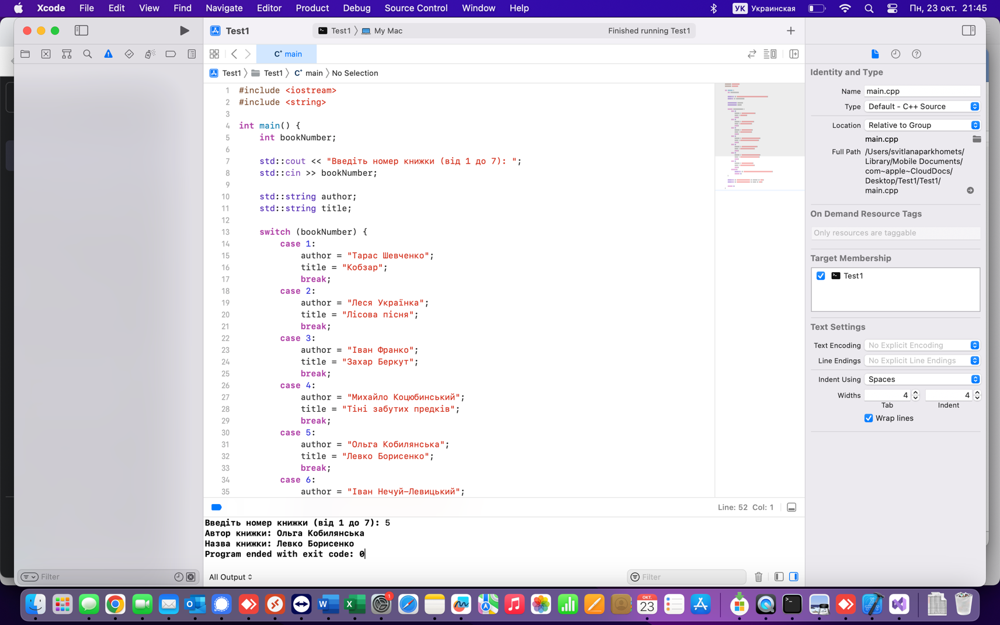 Xcode File Edit View Find Navigate Editor Product Debug Source Control Window Help УК Украинская Пн, 23 окт. 21:45
Test1
Test1 My Mac Finished running Test1
C+ main
Test1 Test1 C+ main No Selection
1 #include <iostream>
2 #include <string>
3
4 int main() {
5 int bookNumber;
6
7 std::cout << "Введіть номер книжки (від 1 до 7): ";
8 std::cin >> bookNumber;
9
10 std::string author;
11 std::string title;
12
13 switch (bookNumber) {
14 case 1:
15 author = "Тарас Шевченко";
16 title = "Кобзар";
17 break;
18 case 2:
19 author = "Леся Українка";
20 title = "Лісова пісня";
21 break;
22 case 3:
23 author = "Іван Франко";
24 title = "Захар Беркут";
25 break;
26 case 4:
27 author = "Михайло Коцюбинський";
28 title = "Тіні забутих предків";
29 break;
30 case 5:
31 author = "Ольга Кобилянська";
32 title = "Левко Борисенко";
33 break;
34 case 6:
35 author = "Іван Нечуй-Левицький";
Line: 52 Col: 1
Введіть номер книжки (від 1 до 7): 5
Автор книжки: Ольга Кобилянська
Назва книжки: Левко Борисенко
Program ended with exit code: 0
Filter
All Output
Filter
Identity and Type
Name main.cpp
Type Default - C++ Source
Location Relative to Group
main.cpp
Full Path /Users/svitlanaparkhomets/
Library/Mobile Documents/
com~apple~CloudDocs/
Desktop/Test1/Test1/
main.cpp
On Demand Resource Tags
Only resources are taggable
Target Membership
Test1
Text Settings
Text Encoding No Explicit Encoding
Line Endings No Explicit Line Endings
Indent Using Spaces
Widths 4 4
Tab Indent
Wrap lines
1
ОКТ.
23